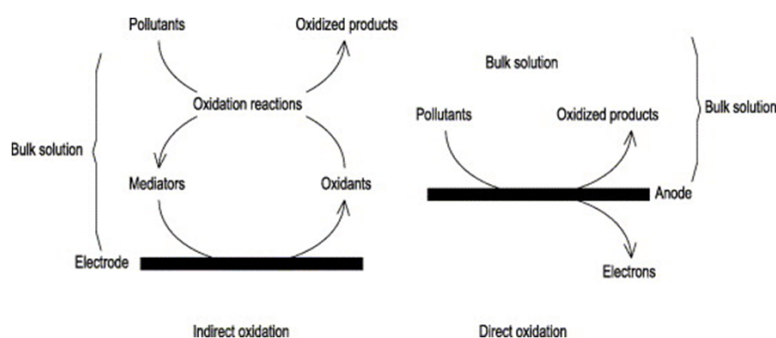 Pollutants
Oxidized products
Oxidation reactions
Bulk solution
Mediators
Oxidants
Electrode
Indirect oxidation
Bulk solution
Pollutants
Oxidized products
Bulk solution
Anode
Electrons
Direct oxidation